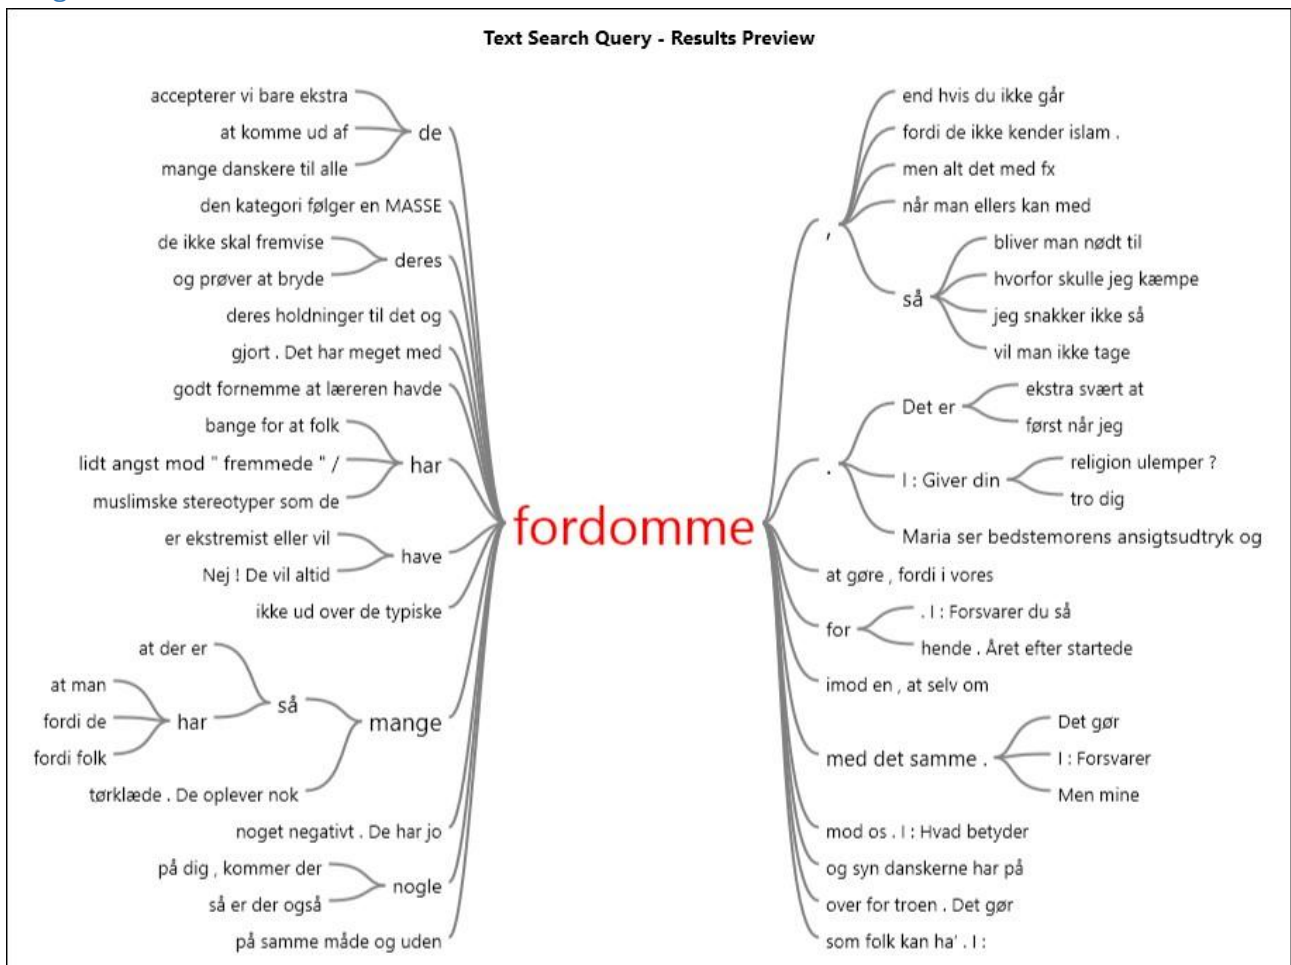 Text Search Query - Results Preview
accepterer vi bare ekstra
at komme ud af
de
mange danskere til alle
den kategori følger en MASSE
de ikke skal fremvise
deres
og prøver at bryde
deres holdninger til det og
gjort . Det har meget med
godt fornemme at læreren havde
bange for at folk
lidt angst mod " fremmede " /
har
muslimske stereotyper som de
er ekstremist eller vil
have
Nej ! De vil altid
ikke ud over de typiske
at der er
at man
fordi de
har
så
mange
fordi folk
tørklæde . De oplever nok
noget negativt . De har jo
på dig , kommer der
nogle
så er der også
på samme måde og uden
fordomme
end hvis du ikke går
fordi de ikke kender islam .
men alt det med fx
når man ellers kan med
,
bliver man nødt til
hvorfor skulle jeg kæmpe
så
jeg snakker ikke så
vil man ikke tage
ekstra svært at
Det er
først når jeg
.
religion ulemper ?
I : Giver din
tro dig
Maria ser bedstemorens ansigtsudtryk og
at gøre , fordi i vores
. I : Forsvarer du så
for
hende . Året efter startede
imod en , at selv om
Det gør
med det samme .
I : Forsvarer
Men mine
mod os . I : Hvad betyder
og syn danskerne har på
over for troen . Det gør
som folk kan ha' . I :